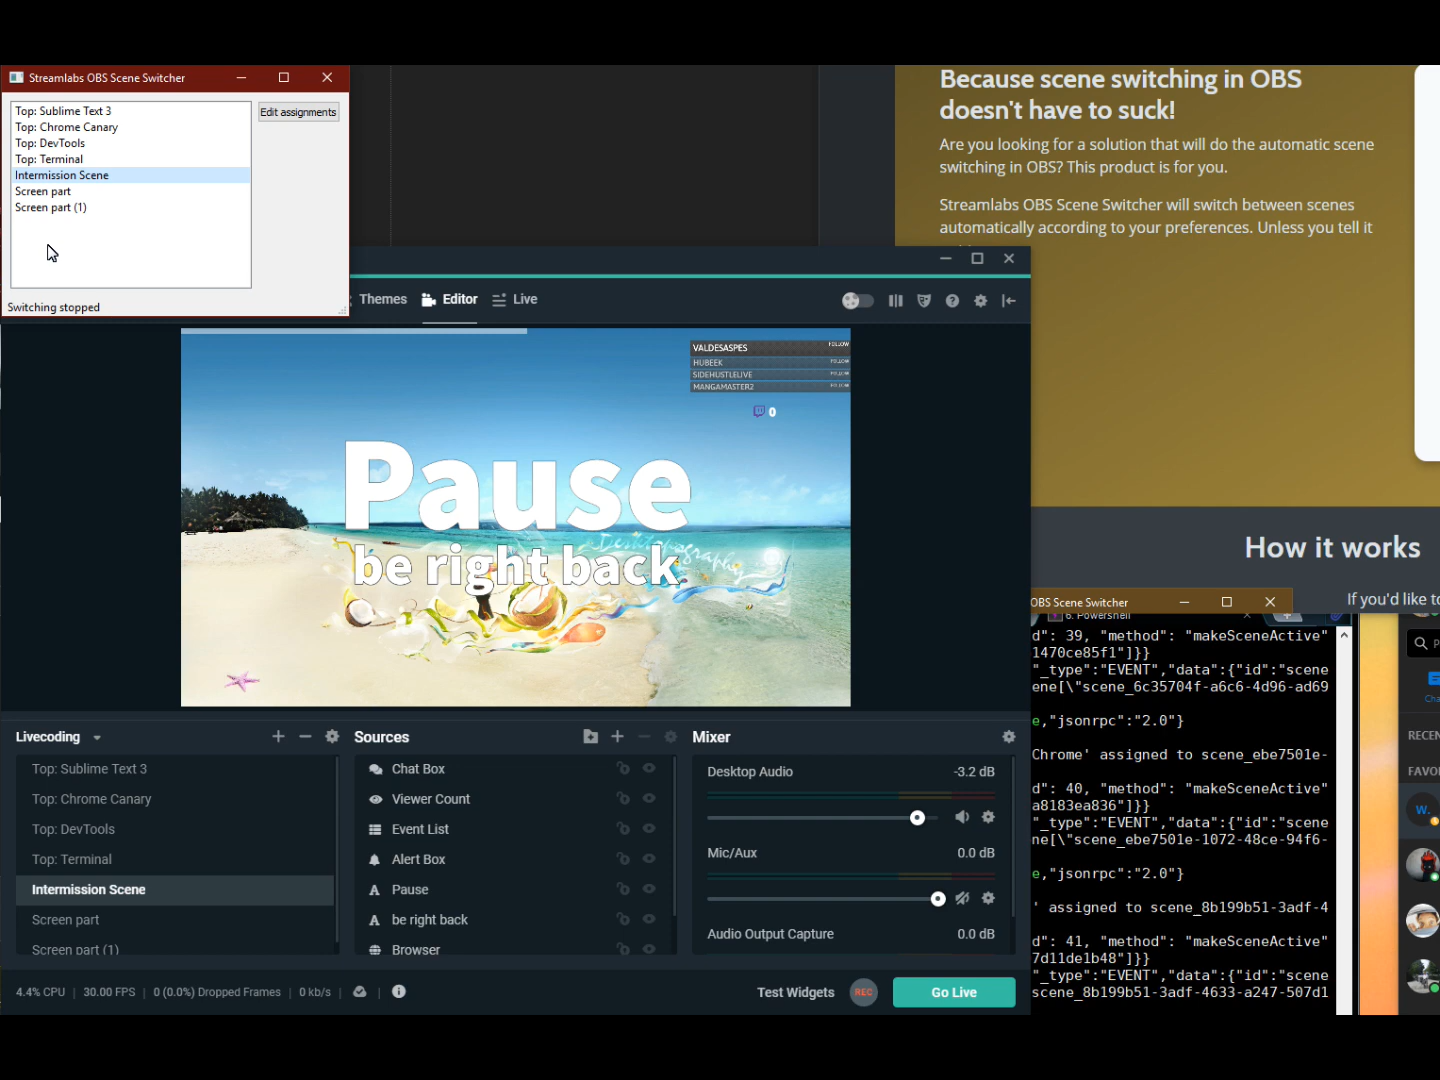 Streamlabs OBS Scene Switcher
Top: Sublime Text 3
Top: Chrome Canary
Top: DevTools
Top: Terminal
Intermission Scene
Screen part
Screen part (1)
Edit assignments
Switching stopped
Because scene switching in OBS
doesn't have to suck!
Are you looking for a solution that will do the automatic scene
switching in OBS? This product is for you.
Streamlabs OBS Scene Switcher will switch between scenes
automatically according to your preferences. Unless you tell it
Themes
Editor
Live
VALDESASPES FOLLOW
HUBEEK FOLLOW
SIDEHUSTLELIVE FOLLOW
MANGAMASTER2 FOLLOW
0
Pause
be right back
Desktopography
How it works
If you'd like to
OBS Scene Switcher
6. Powershell
d": 39, "method": "makeSceneActive"
1470ce85f1"]}}
"_type":"EVENT","data":{"id":"scene
ene[\"scene_6c35704f-a6c6-4d96-ad69
e,"jsonrpc":"2.0"}
Chrome' assigned to scene_ebe7501e-
d": 40, "method": "makeSceneActive"
a8183ea836"]}}
"_type":"EVENT","data":{"id":"scene
ne[\"scene_ebe7501e-1072-48ce-94f6-
e,"jsonrpc":"2.0"}
' assigned to scene_8b199b51-3adf-4
d": 41, "method": "makeSceneActive"
7d11de1b48"]}}
"_type":"EVENT","data":{"id":"scene
scene_8b199b51-3adf-4633-a247-507d1
P
Cha
RECEN
FAVO
W.
Livecoding
Top: Sublime Text 3
Top: Chrome Canary
Top: DevTools
Top: Terminal
Intermission Scene
Screen part
Screen part (1)
Sources
Chat Box
Viewer Count
Event List
Alert Box
Pause
be right back
Browser
Mixer
Desktop Audio -3.2 dB
Mic/Aux 0.0 dB
Audio Output Capture 0.0 dB
4.4% CPU | 30.00 FPS | 0 (0.0%) Dropped Frames | 0 kb/s |
Test Widgets
REC
Go Live